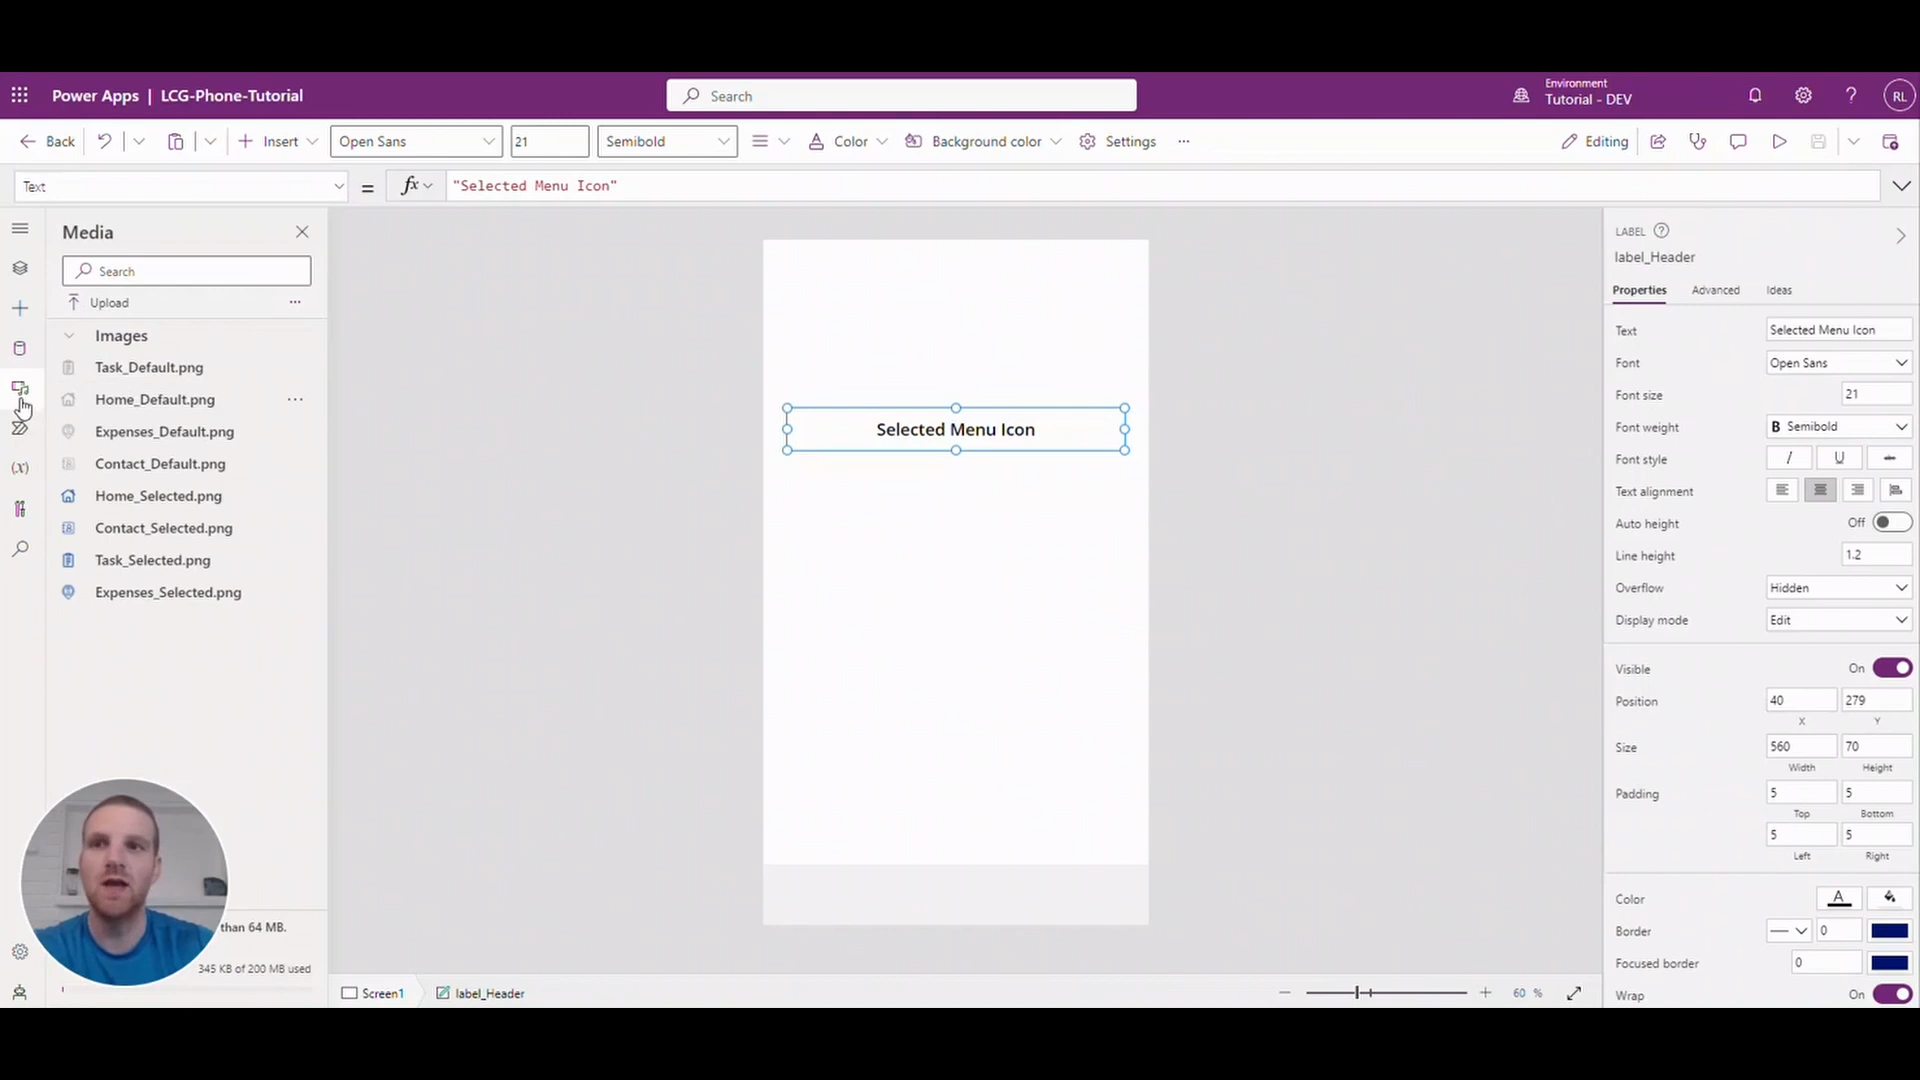 Power Apps | LCG-Phone-Tutorial
Search
Environment
Tutorial - DEV
RL
Back
Insert
Open Sans
21
Semibold
Color
Background color
Settings
Editing
Text
=
fx
"Selected Menu Icon"
Media
Search
Upload
Images
Task_Default.png
Home_Default.png
Expenses_Default.png
Contact_Default.png
Home_Selected.png
Contact_Selected.png
Task_Selected.png
Expenses_Selected.png
than 64 MB.
345 KB of 200 MB used
Selected Menu Icon
Screen1
label_Header
60 %
LABEL
label_Header
Properties
Advanced
Ideas
Text
Selected Menu Icon
Font
Open Sans
Font size
21
Font weight
B Semibold
Font style
/ U
Text alignment
Auto height
Off
Line height
1.2
Overflow
Hidden
Display mode
Edit
Visible
On
Position
40 279
X Y
Size
560 70
Width Height
Padding
5 5
Top Bottom
5 5
Left Right
Color
A
Border
0
Focused border
0
Wrap
On